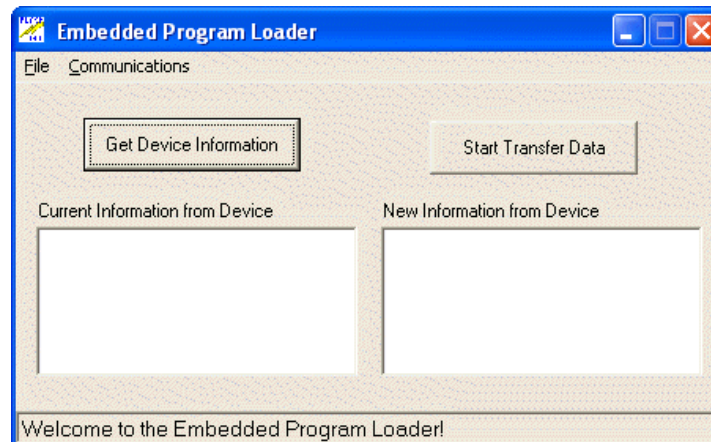 Embedded Program Loader
File Communications
Get Device Information
Start Transfer Data
Current Information from Device
New Information from Device
Welcome to the Embedded Program Loader!